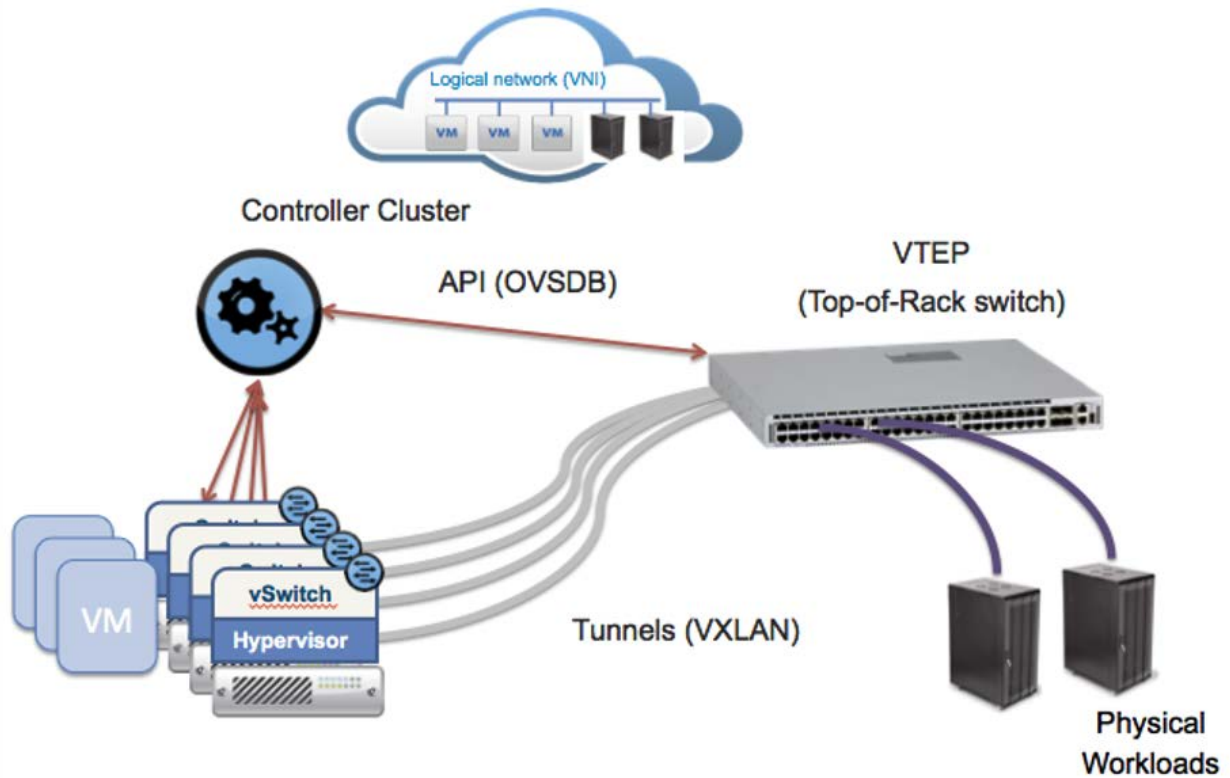 Logical network (VNI)
VM VM VM
Controller Cluster
API (OVSDB)
VTEP
(Top-of-Rack switch)
vSwitch
Hypervisor
VM
Tunnels (VXLAN)
Physical
Workloads